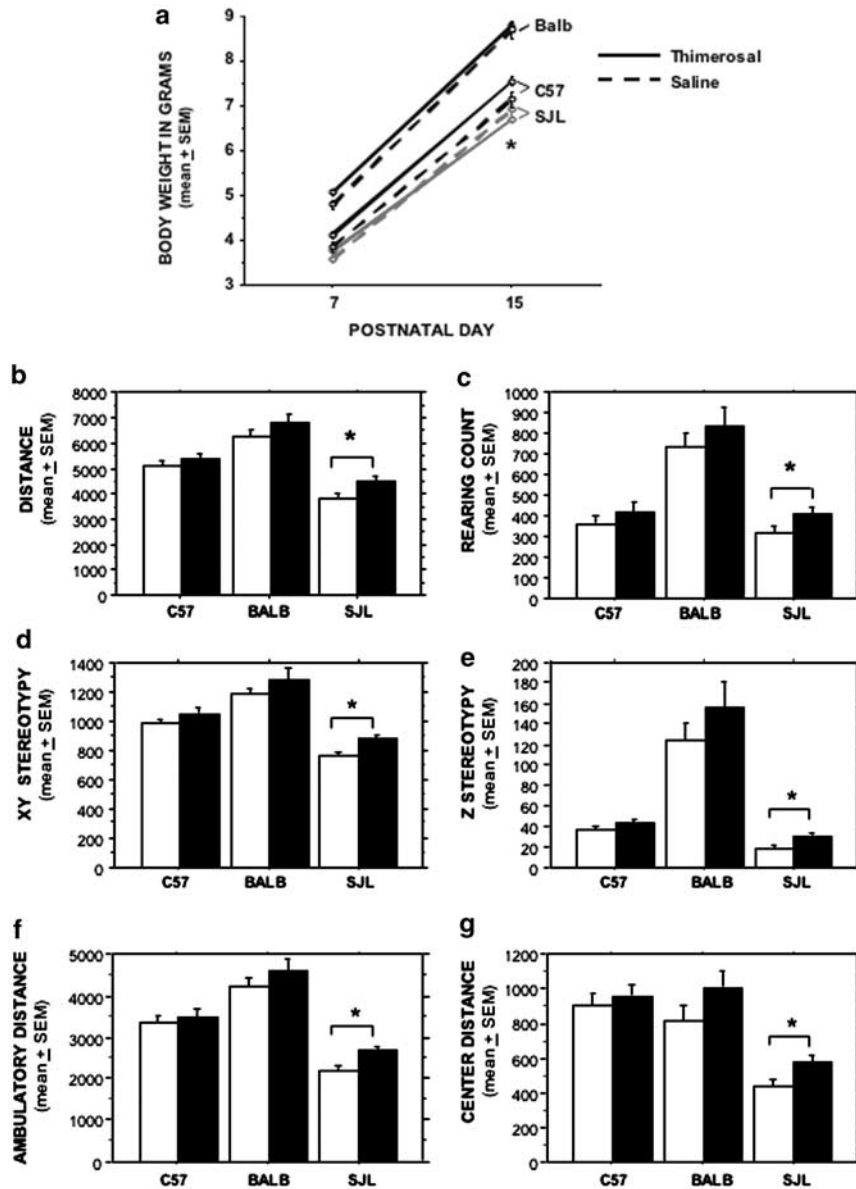 a
9
8
7
6
5
4
3
BODY WEIGHT IN GRAMS
(mean ± SEM)
Balb
C57
SJL
*
Thimerosal
Saline
7 15
POSTNATAL DAY
b
8000
7000
6000
5000
4000
3000
2000
1000
0
DISTANCE
(mean ± SEM)
*
C57 BALB SJL
c
1000
900
800
700
600
500
400
300
200
100
0
REARING COUNT
(mean ± SEM)
*
C57 BALB SJL
d
1400
1200
1000
800
600
400
200
0
XY STEREOTYPY
(mean ± SEM)
*
C57 BALB SJL
e
200
180
160
140
120
100
80
60
40
20
0
Z STEREOTYPY
(mean ± SEM)
*
C57 BALB SJL
f
5000
4000
3000
2000
1000
0
AMBULATORY DISTANCE
(mean ± SEM)
*
C57 BALB SJL
g
1200
1000
800
600
400
200
0
CENTER DISTANCE
(mean ± SEM)
*
C57 BALB SJL